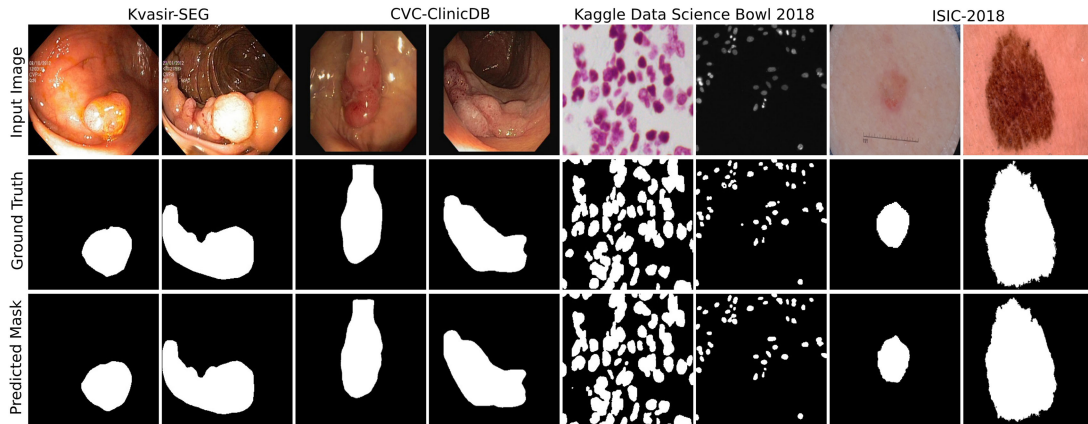 Kvasir-SEG
CVC-ClinicDB
Kaggle Data Science Bowl 2018
ISIC-2018
Input Image
Ground Truth
Predicted Mask